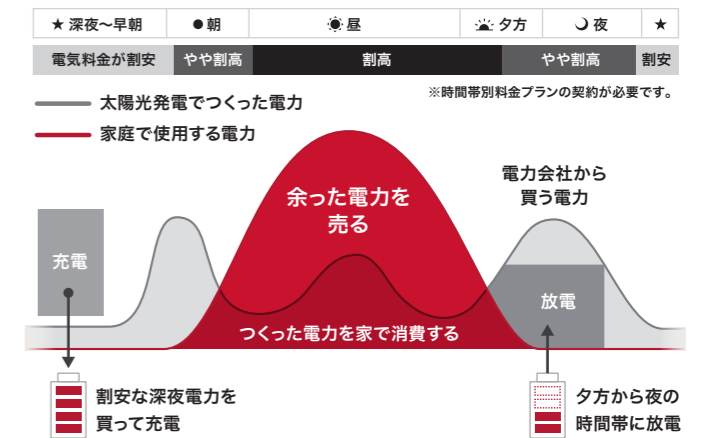 ★ 深夜〜早朝
● 朝
昼
夕方
夜
★
電気料金が割安
やや割高
割高
やや割高
割安
※時間帯別料金プランの契約が必要です。
太陽光発電でつくった電力
家庭で使用する電力
電力会社から
買う電力
余った電力を
売る
充電
放電
つくった電力を家で消費する
割安な深夜電力を
買って充電
夕方から夜の
時間帯に放電